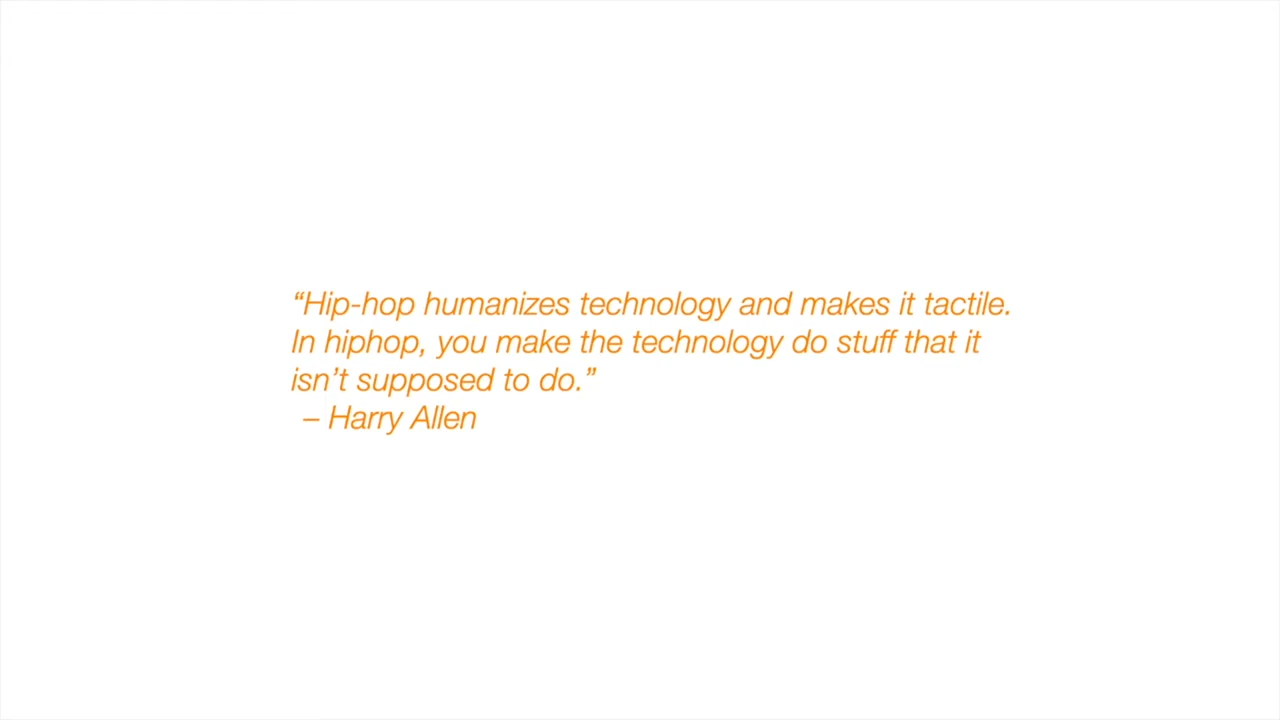 “Hip-hop humanizes technology and makes it tactile.
In hiphop, you make the technology do stuff that it
isn’t supposed to do.”
– Harry Allen